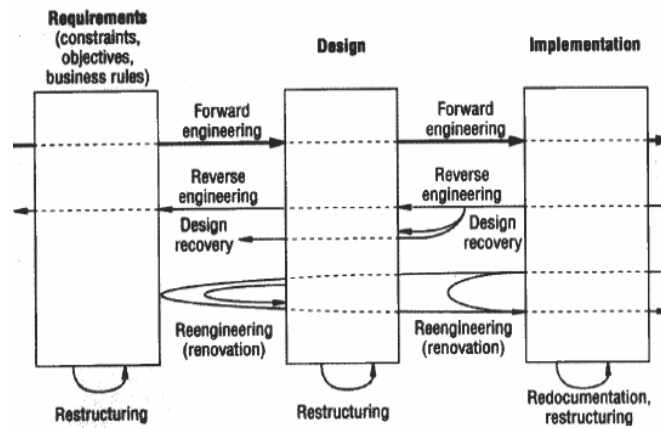 Requirements
(constraints,
objectives,
business rules)
Design
Implementation
Forward
engineering
Forward
engineering
Reverse
engineering
Reverse
engineering
Design
recovery
Design
recovery
Reengineering
(renovation)
Reengineering
(renovation)
Restructuring
Restructuring
Redocumentation,
restructuring